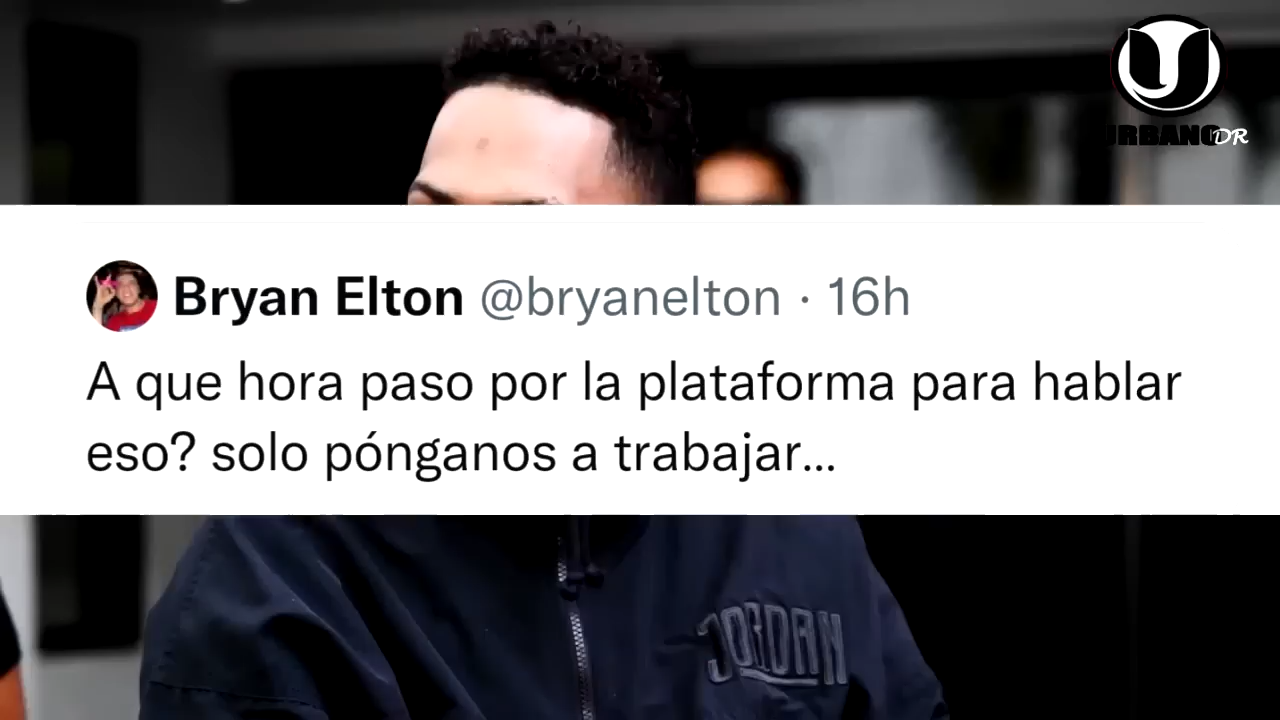 URBANO DR
Bryan Elton @bryanelton · 16h
A que hora paso por la plataforma para hablar
eso? solo pónganos a trabajar...
JORDAN